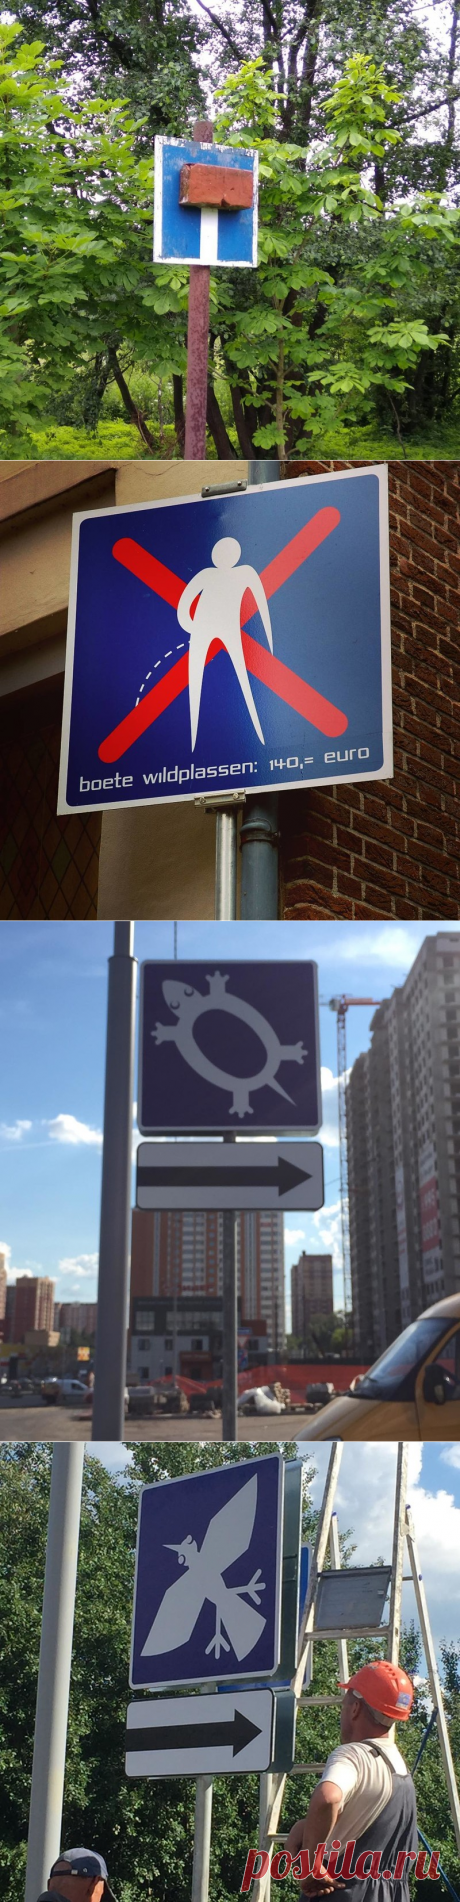 boete wildplassen: 140,= euro
postila.ru